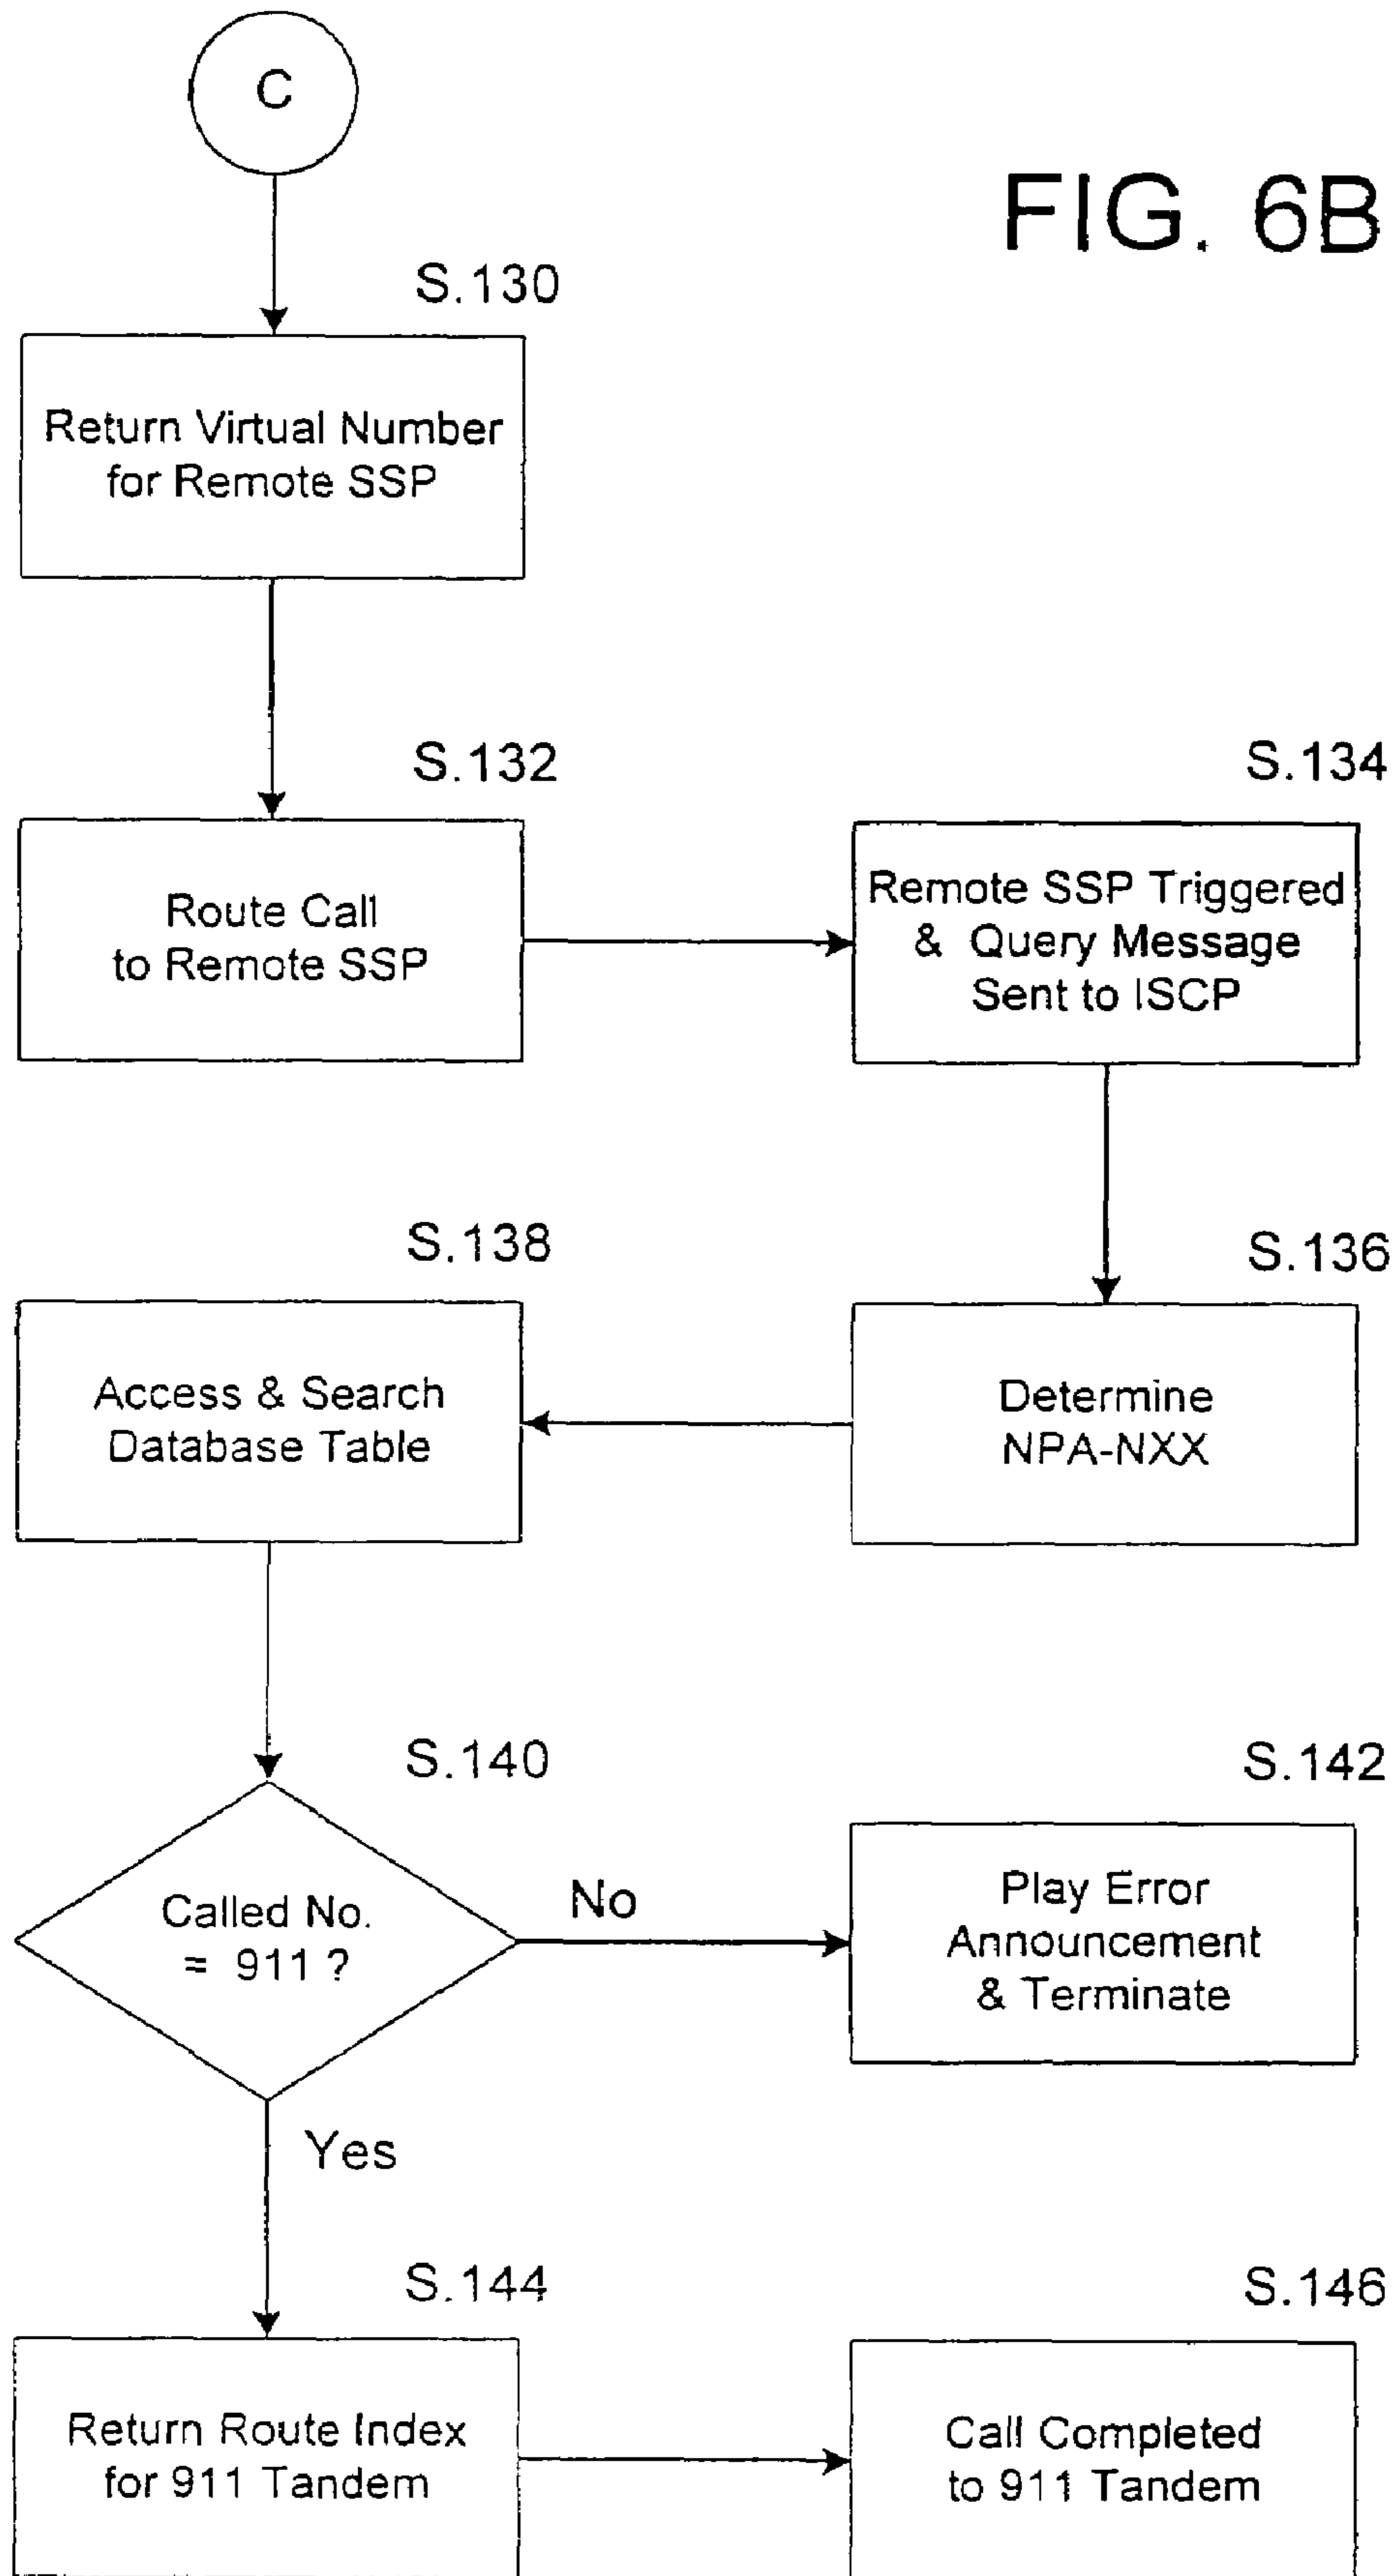 C
FIG. 6B
S.130
Return Virtual Number
for Remote SSP
S.132
Route Call
to Remote SSP
S.134
Remote SSP Triggered
& Query Message
Sent to ISCP
S.136
Determine
NPA-NXX
S.138
Access & Search
Database Table
S.140
Called No.
= 911 ?
No
S.142
Play Error
Announcement
& Terminate
Yes
S.144
Return Route Index
for 911 Tandem
S.146
Call Completed
to 911 Tandem